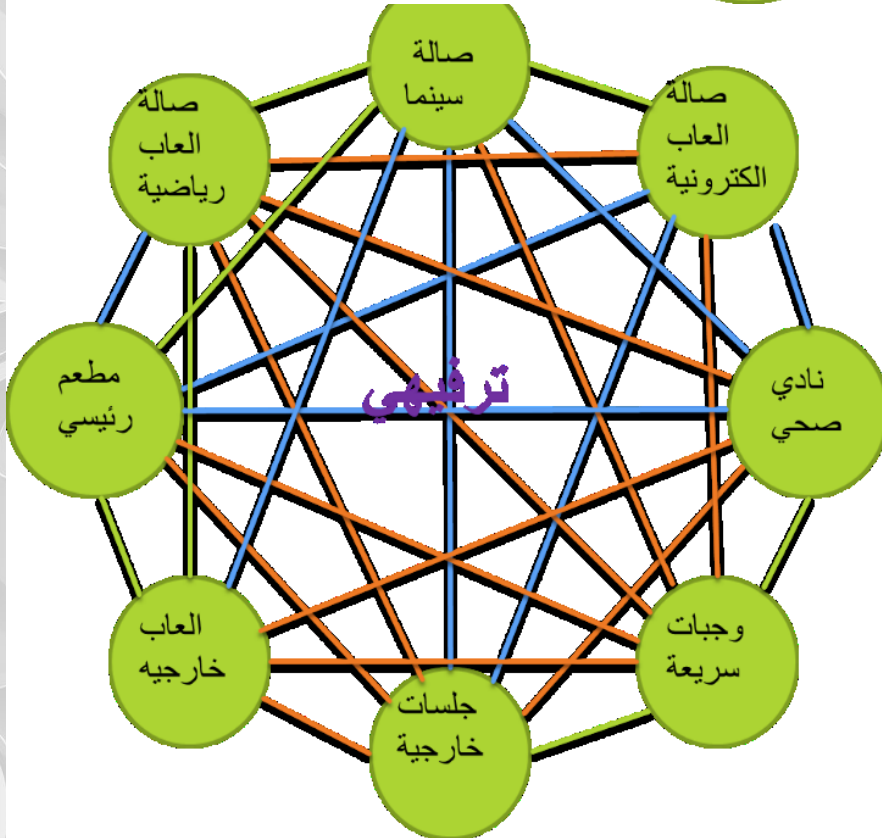 صالة
سينما
صالة
العاب
الكترونية
صالة
العاب
رياضية
نادي
صحي
ترفيهي
مطعم
رئيسي
وجبات
سريعة
العاب
خارجيه
جلسات
خارجية